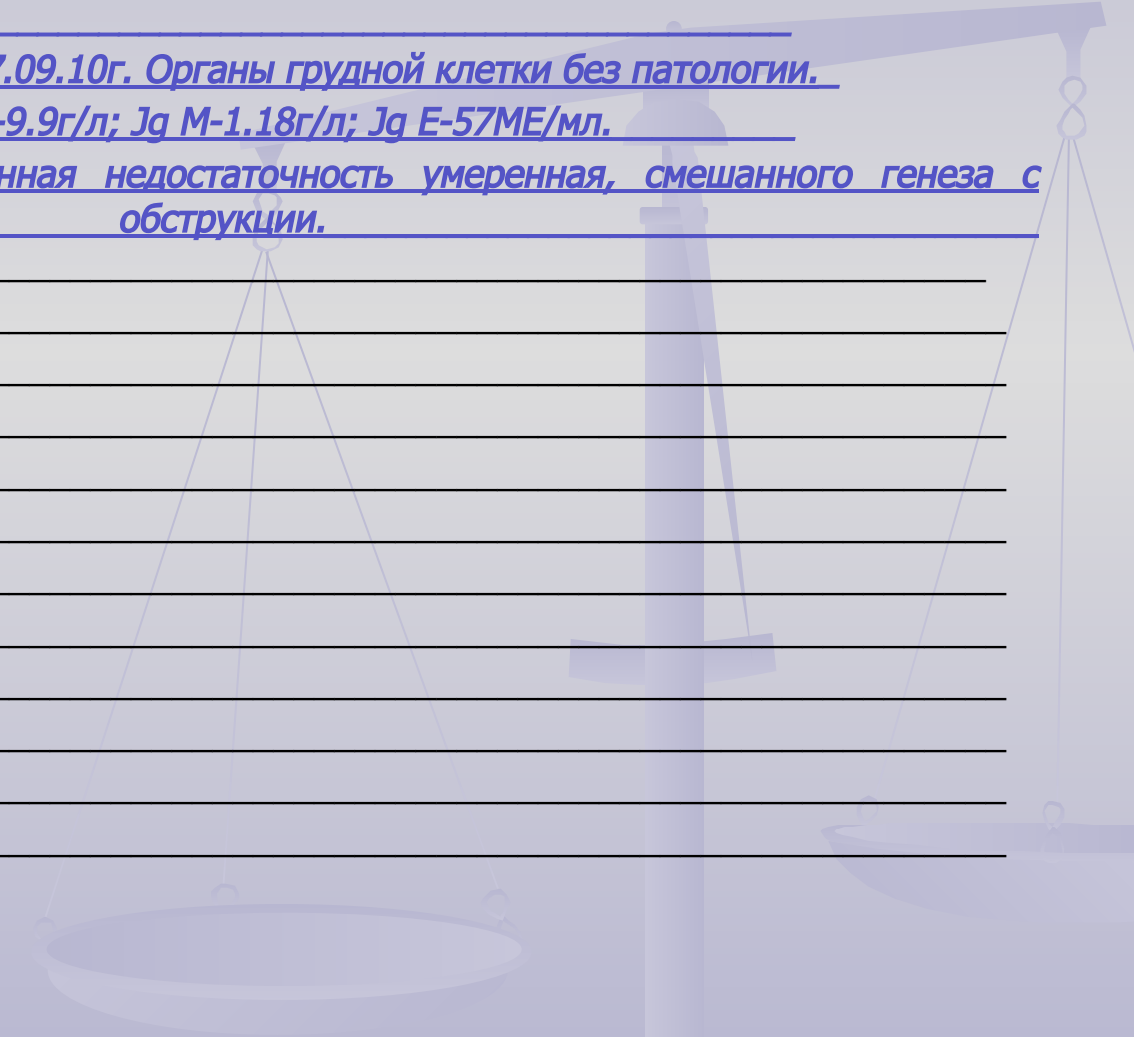 7.09.10г. Органы грудной клетки без патологии.
-9.9г/л; Jg М-1.18г/л; Jg Е-57МЕ/мл.
нная недостаточность умеренная, смешанного генеза с
обструкции.